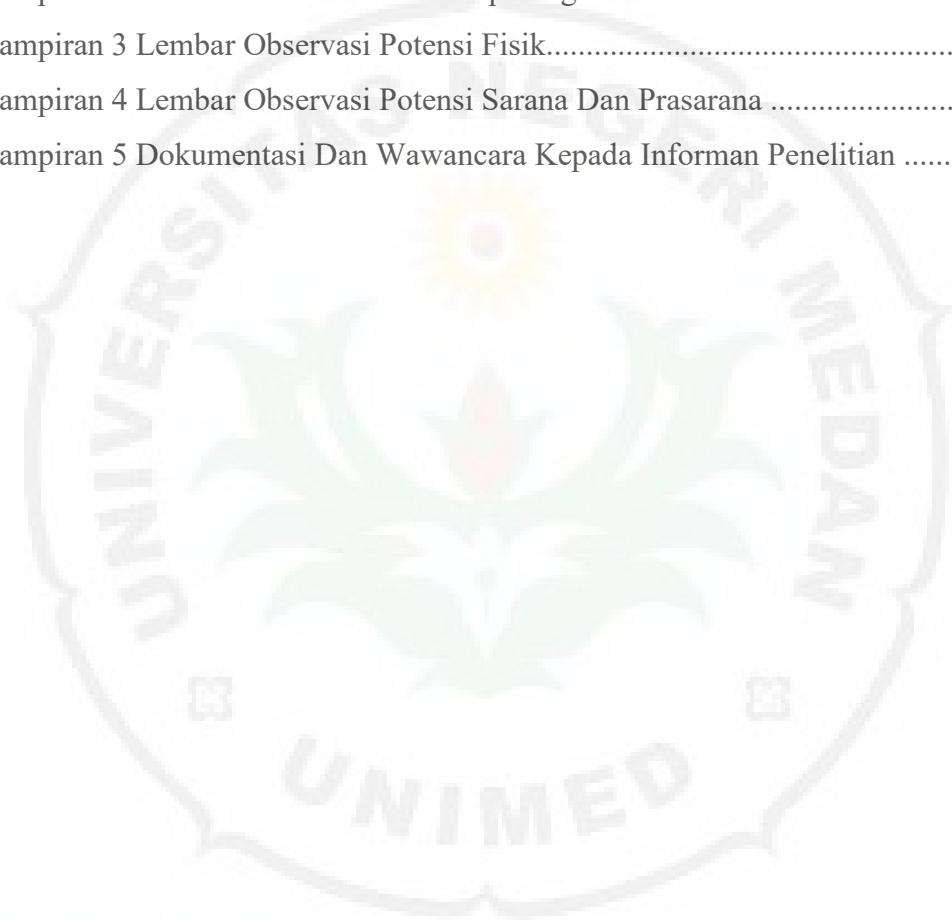 ampiran 3 Lembar Observasi Potensi Fisik........................................
ampiran 4 Lembar Observasi Potensi Sarana Dan Prasarana ....................
ampiran 5 Dokumentasi Dan Wawancara Kepada Informan Penelitian ......
UNIVERSITAS NEGERI MEDAN
UNIMED